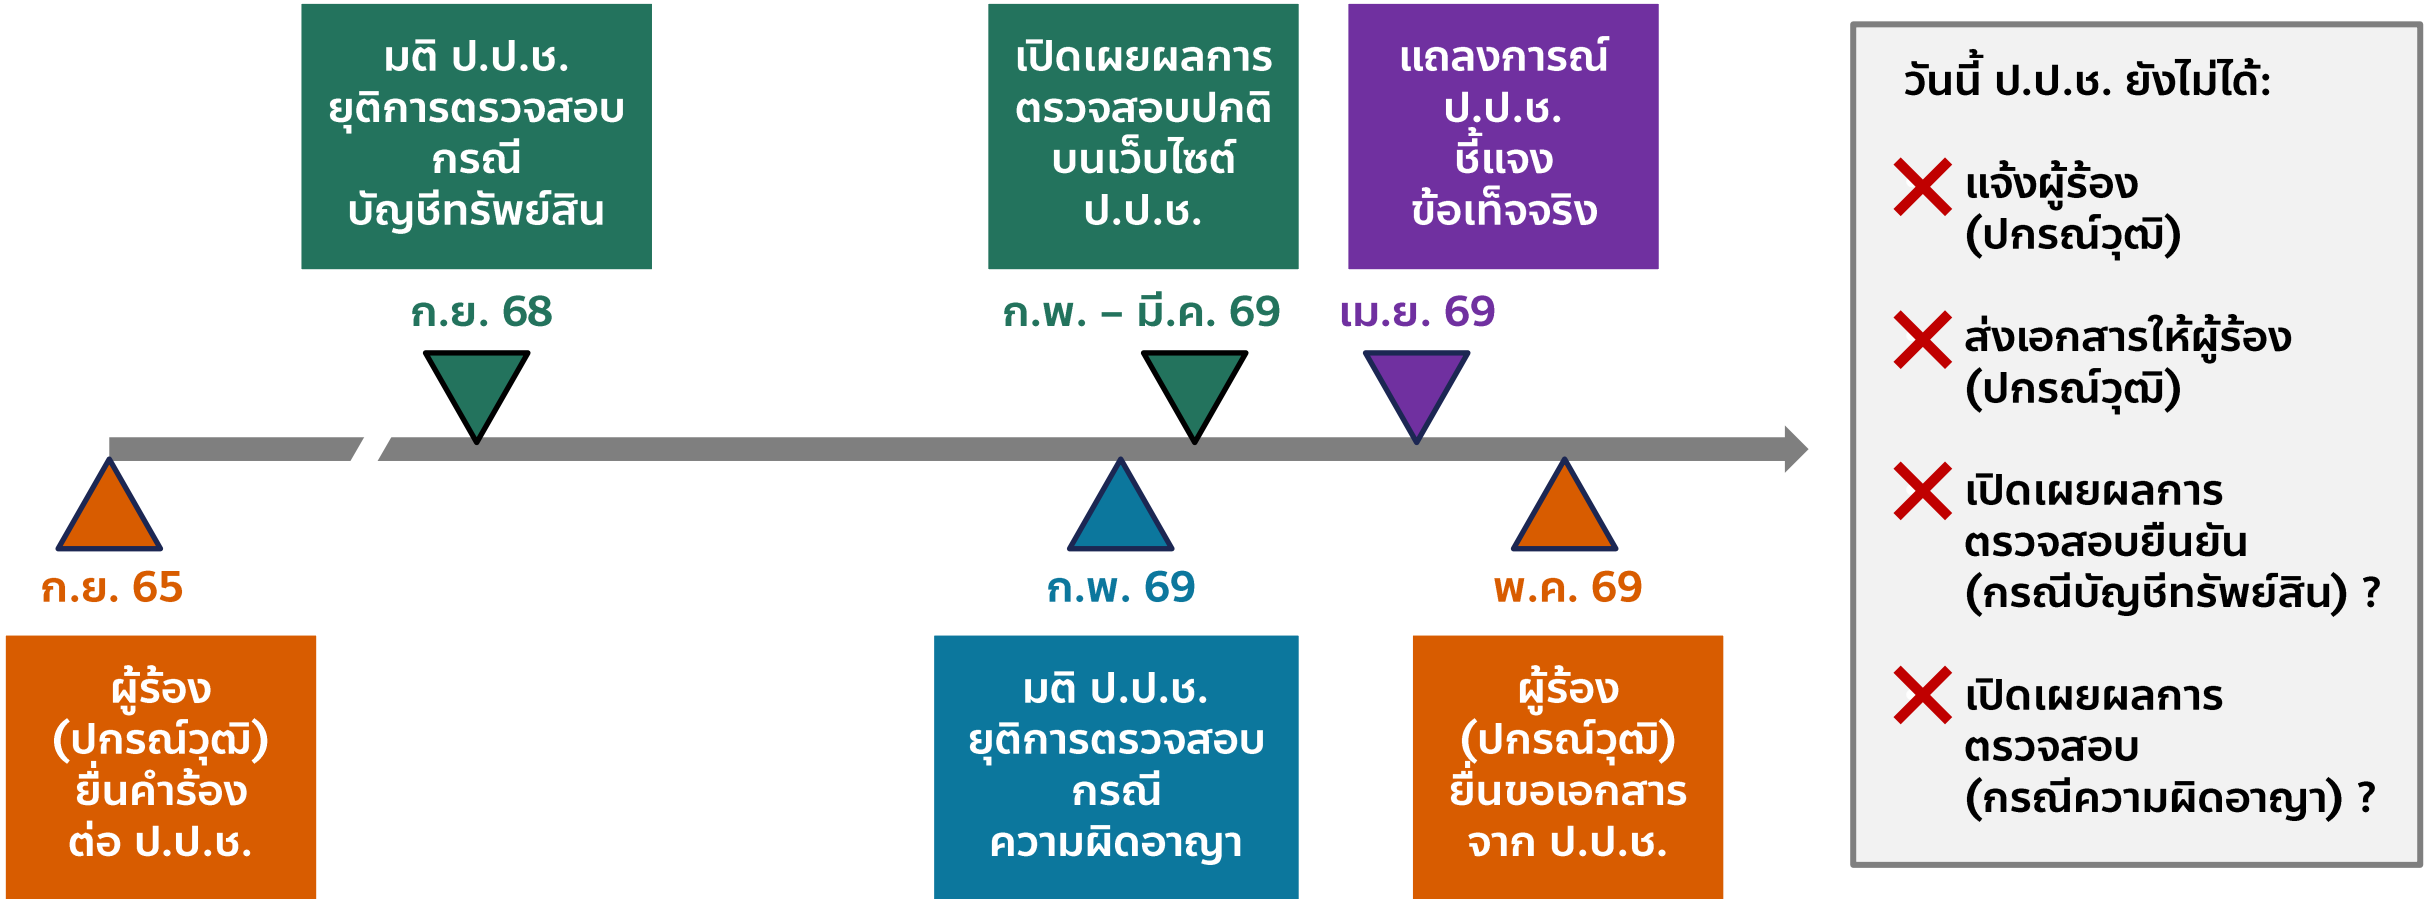 มติ ป.ป.ช.
ยุติการตรวจสอบ
กรณี
บัญชีทรัพย์สิน
ก.ย. 68
เปิดเผยผลการ
ตรวจสอบปกติ
บนเว็บไซต์
ป.ป.ช.
ก.พ. – มี.ค. 69
แถลงการณ์
ป.ป.ช.
ชี้แจง
ข้อเท็จจริง
เม.ย. 69
ก.ย. 65
ผู้ร้อง
(ปกรณ์วุฒิ)
ยื่นคำร้อง
ต่อ ป.ป.ช.
ก.พ. 69
มติ ป.ป.ช.
ยุติการตรวจสอบ
กรณี
ความผิดอาญา
พ.ค. 69
ผู้ร้อง
(ปกรณ์วุฒิ)
ยื่นขอเอกสาร
จาก ป.ป.ช.
วันนี้ ป.ป.ช. ยังไม่ได้:
แจ้งผู้ร้อง
(ปกรณ์วุฒิ)
ส่งเอกสารให้ผู้ร้อง
(ปกรณ์วุฒิ)
เปิดเผยผลการ
ตรวจสอบยืนยัน
(กรณีบัญชีทรัพย์สิน) ?
เปิดเผยผลการ
ตรวจสอบ
(กรณีความผิดอาญา) ?